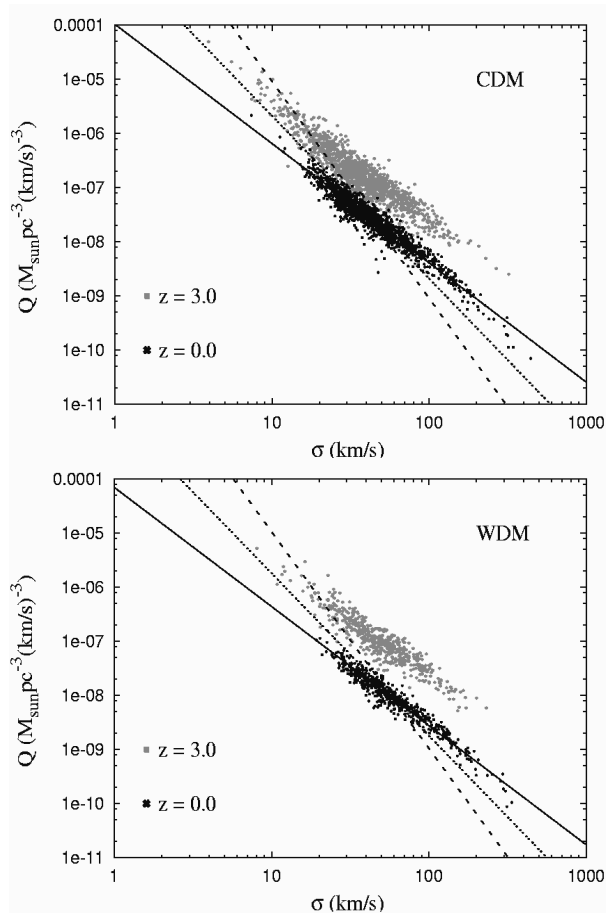 0.0001
1e-05
1e-06
1e-07
1e-08
1e-09
1e-10
1e-11
Q (M_sun pc^-3 (km/s)^-3)
CDM
z = 3.0
z = 0.0
1 10 100 1000
σ (km/s)
0.0001
1e-05
1e-06
1e-07
1e-08
1e-09
1e-10
1e-11
Q (M_sun pc^-3 (km/s)^-3)
WDM
z = 3.0
z = 0.0
1 10 100 1000
σ (km/s)